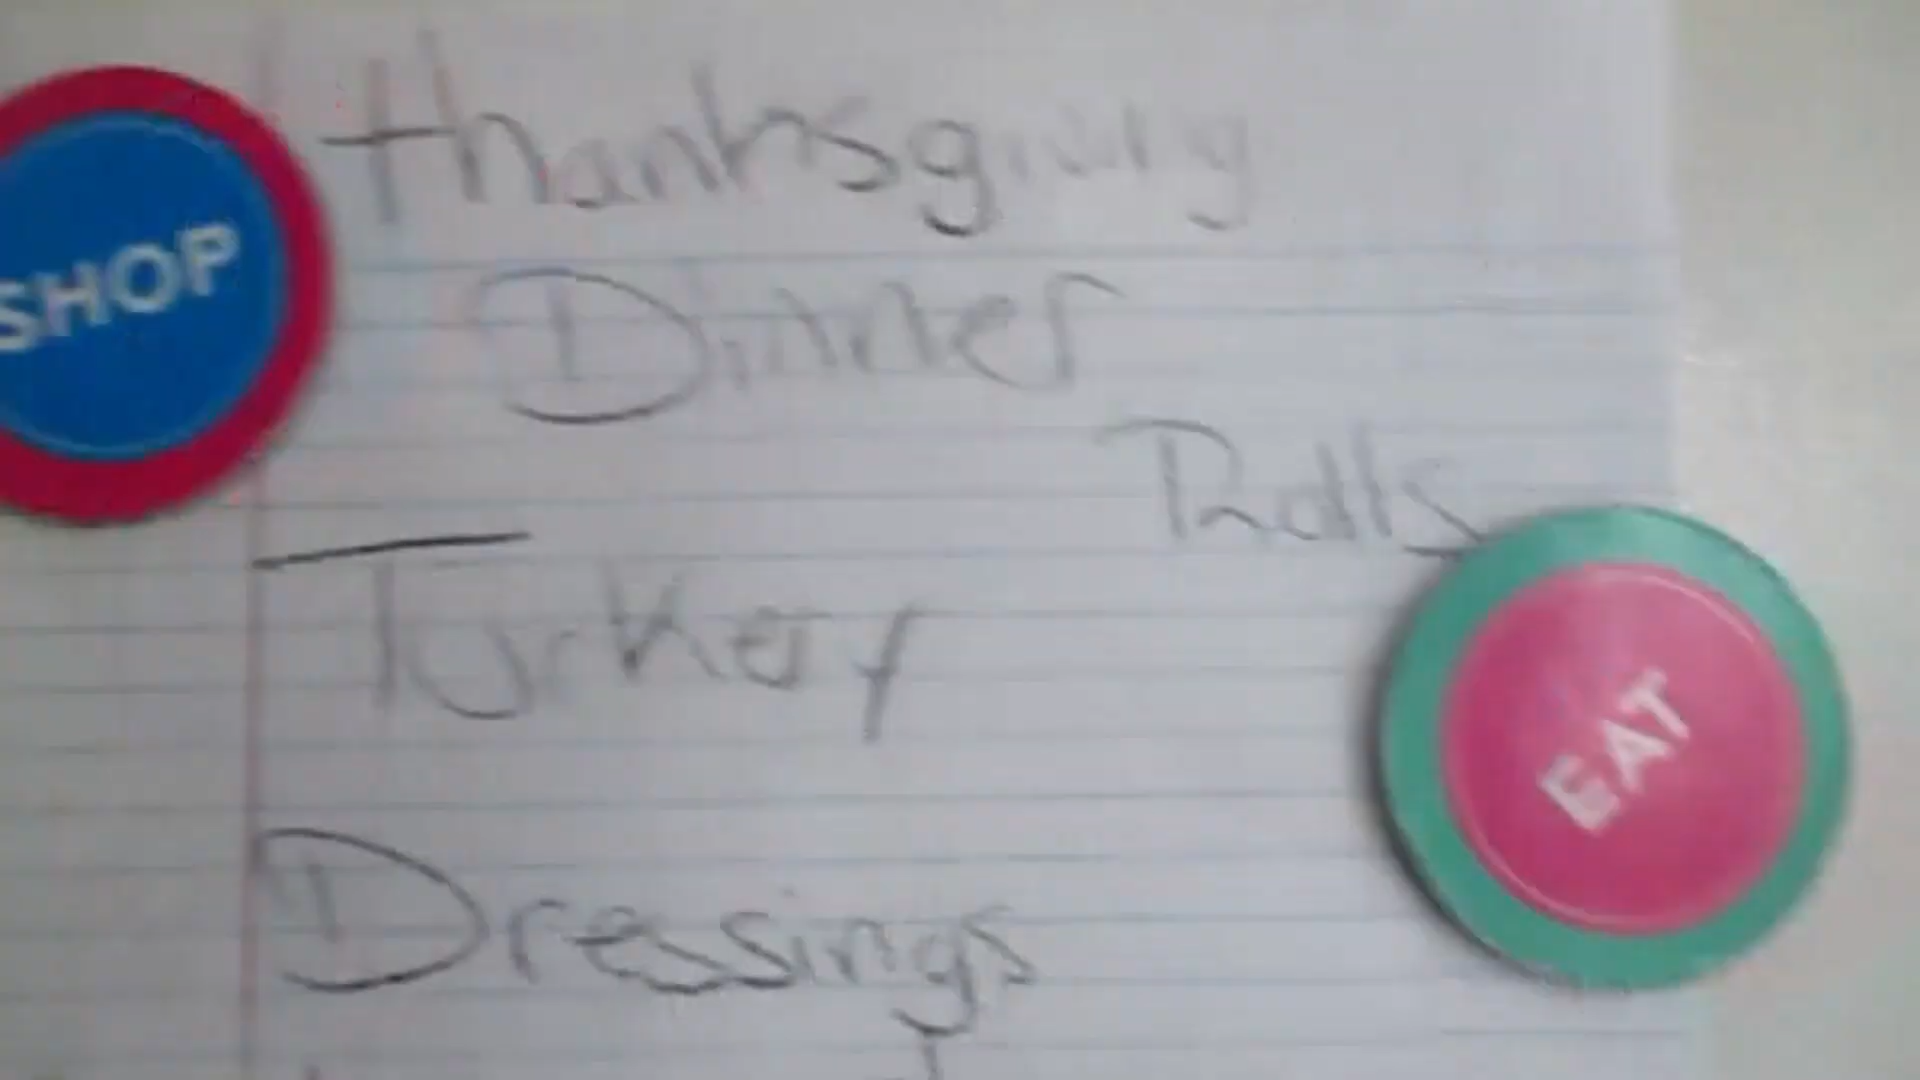 Thanksgiving
SHOP
Dinner
Rolls
Turkey
EAT
Dressings